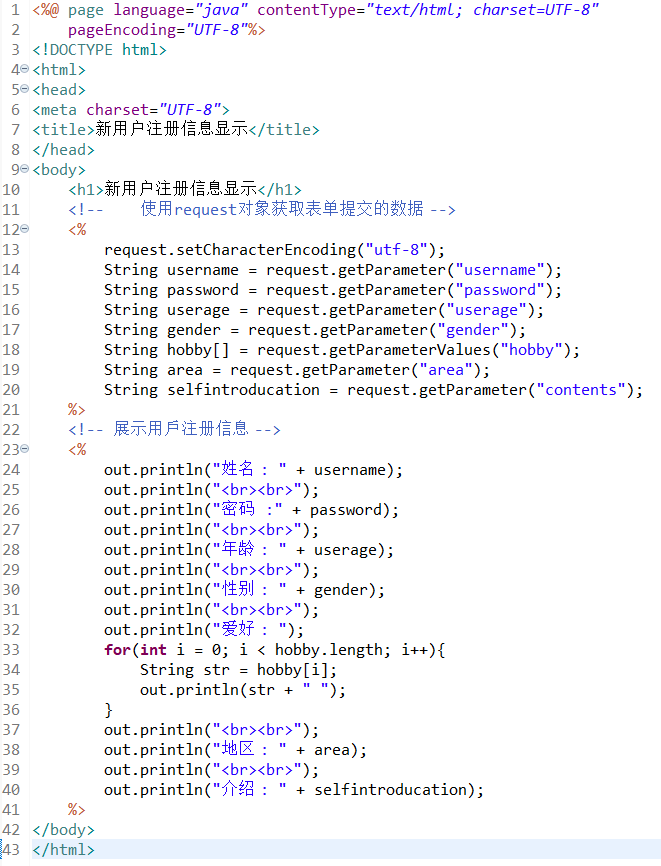 1 <%@ page language="java" contentType="text/html; charset=UTF-8"
2     pageEncoding="UTF-8"%>
3 <!DOCTYPE html>
4 <html>
5 <head>
6 <meta charset="UTF-8">
7 <title>新用户注册信息显示</title>
8 </head>
9 <body>
10     <h1>新用户注册信息显示</h1>
11     <!--    使用request对象获取表单提交的数据 -->
12     <%
13         request.setCharacterEncoding("utf-8");
14         String username = request.getParameter("username");
15         String password = request.getParameter("password");
16         String userage = request.getParameter("userage");
17         String gender = request.getParameter("gender");
18         String hobby[] = request.getParameterValues("hobby");
19         String area = request.getParameter("area");
20         String selfintroducation = request.getParameter("contents");
21     %>
22     <!-- 展示用戶注册信息 -->
23     <%
24         out.println("姓名 : " + username);
25         out.println("<br><br>");
26         out.println("密码 :" + password);
27         out.println("<br><br>");
28         out.println("年龄 : " + userage);
29         out.println("<br><br>");
30         out.println("性别 : " + gender);
31         out.println("<br><br>");
32         out.println("爱好 : ");
33         for(int i = 0; i < hobby.length; i++){
34             String str = hobby[i];
35             out.println(str + " ");
36         }
37         out.println("<br><br>");
38         out.println("地区 : " + area);
39         out.println("<br><br>");
40         out.println("介绍 : " + selfintroducation);
41     %>
42 </body>
43 </html>